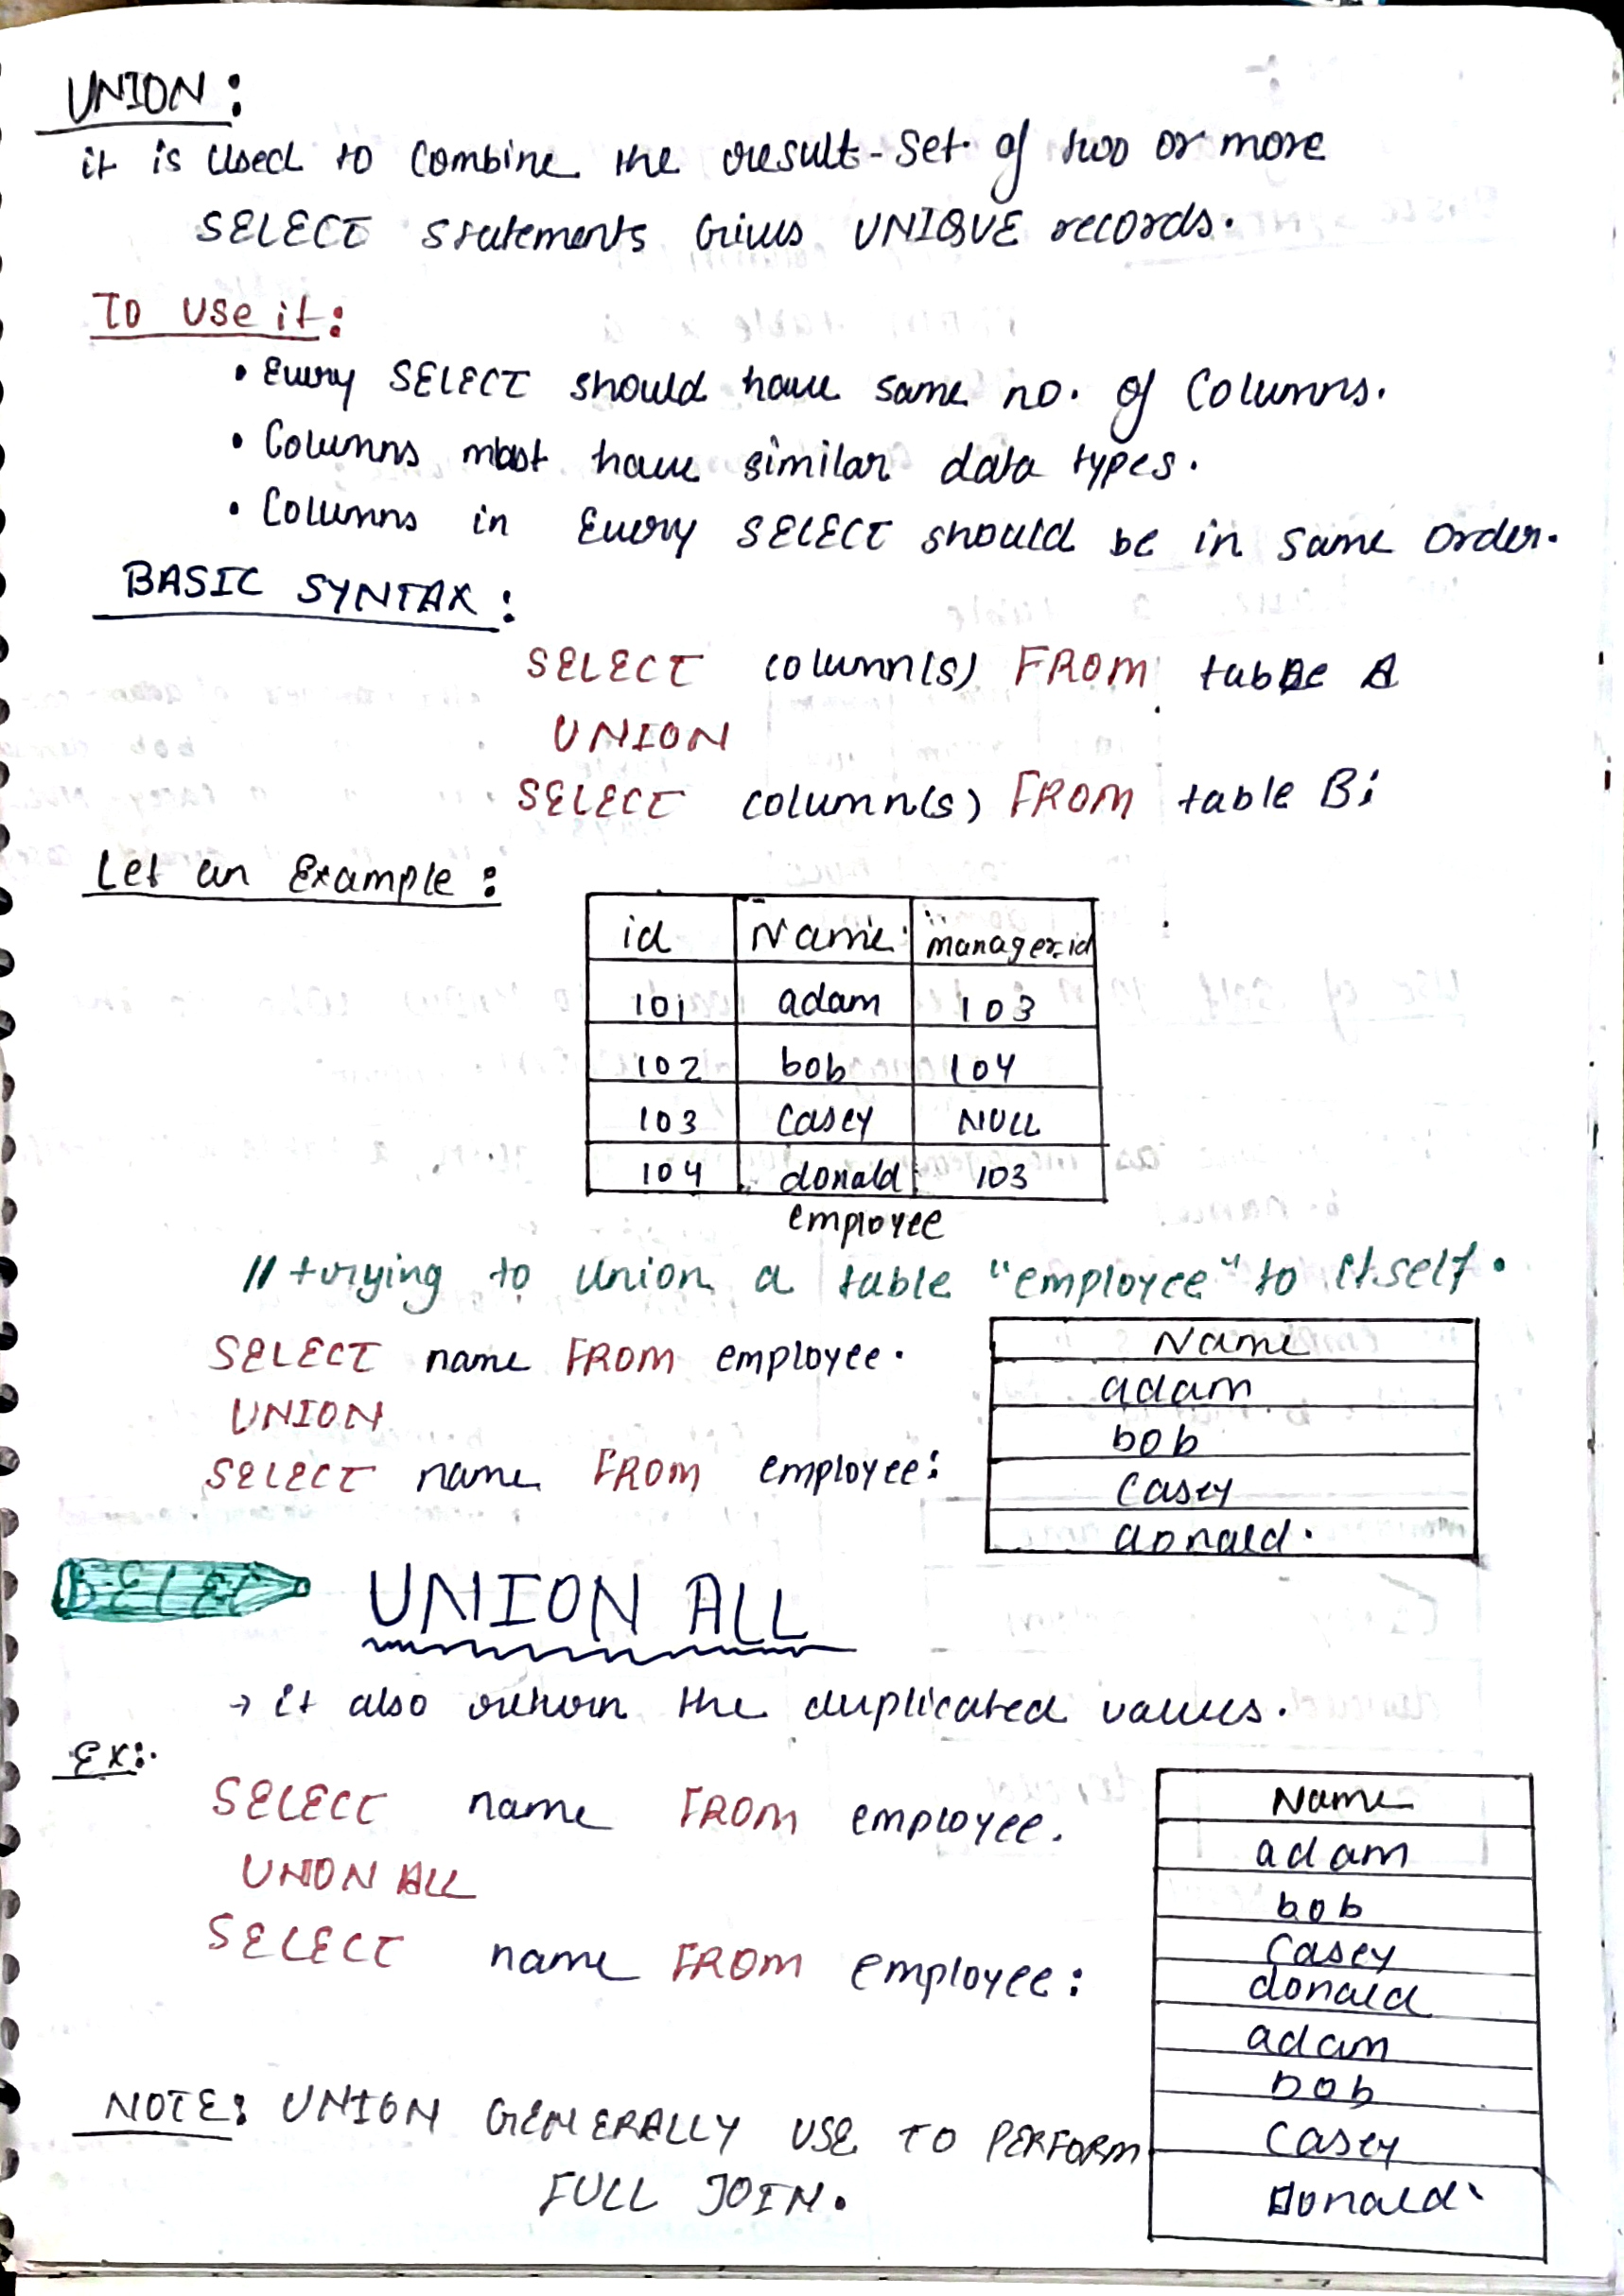 UNION:
it is used to combine the result-set of two or more
SELECT statements Gives UNIQUE records.
To use it:
• Every SELECT should have same no. of columns.
• Columns must have similar data types.
• Columns in Every SELECT should be in same order.
BASIC SYNTAX:
SELECT column(s) FROM table A
UNION
SELECT column(s) FROM table B;
Let an Example:
id Name manager_id
101 adam 103
102 bob 104
103 Casey NULL
104 donald 103
employee
// trying to union a table "employee" to itself.
SELECT name FROM employee.
UNION
SELECT name FROM employee:
Name
adam
bob
Casey
donald.
UNION ALL
→ it also return the duplicated values.
Ex:.
SELECT name FROM employee.
UNION ALL
SELECT name FROM employee:
Name
adam
bob
Casey
donald
adam
bob
Casey
Donald
NOTE: UNION GENERALLY USE TO PERFORM
FULL JOIN.